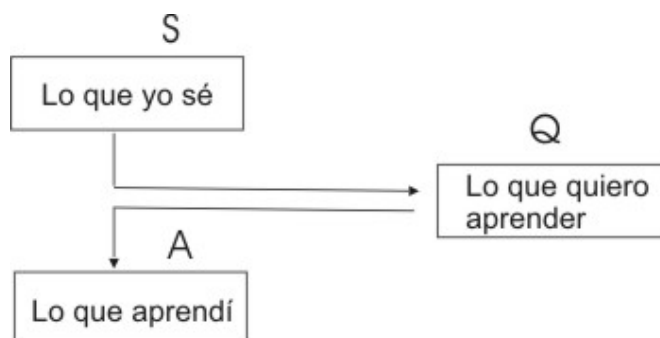 S
Lo que yo sé
Q
Lo que quiero
aprender
A
Lo que aprendí